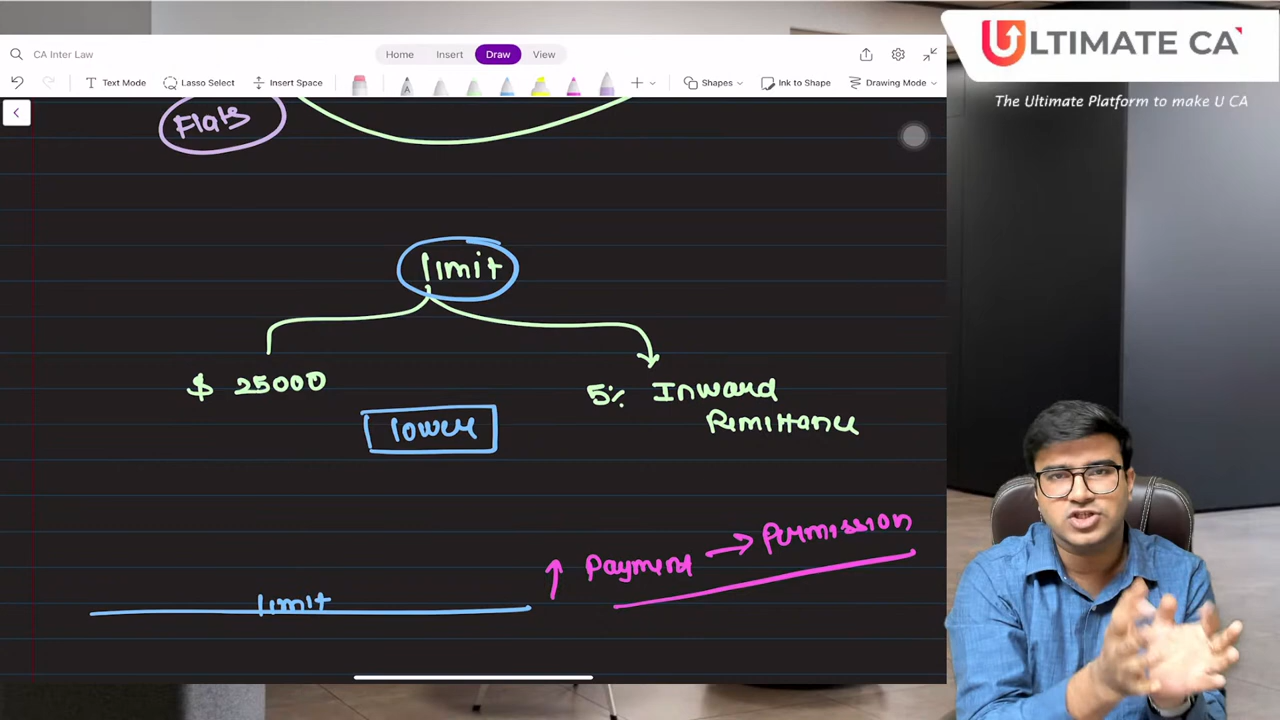 CA Inter Law
Home Insert Draw View
Text Mode Lasso Select Insert Space Shapes Ink to Shape Drawing Mode
ULTIMATE CA
The Ultimate Platform to make U CA
Flats
limit
$ 25000
5% Inward
Remittance
lower
Payment → Permission
limit